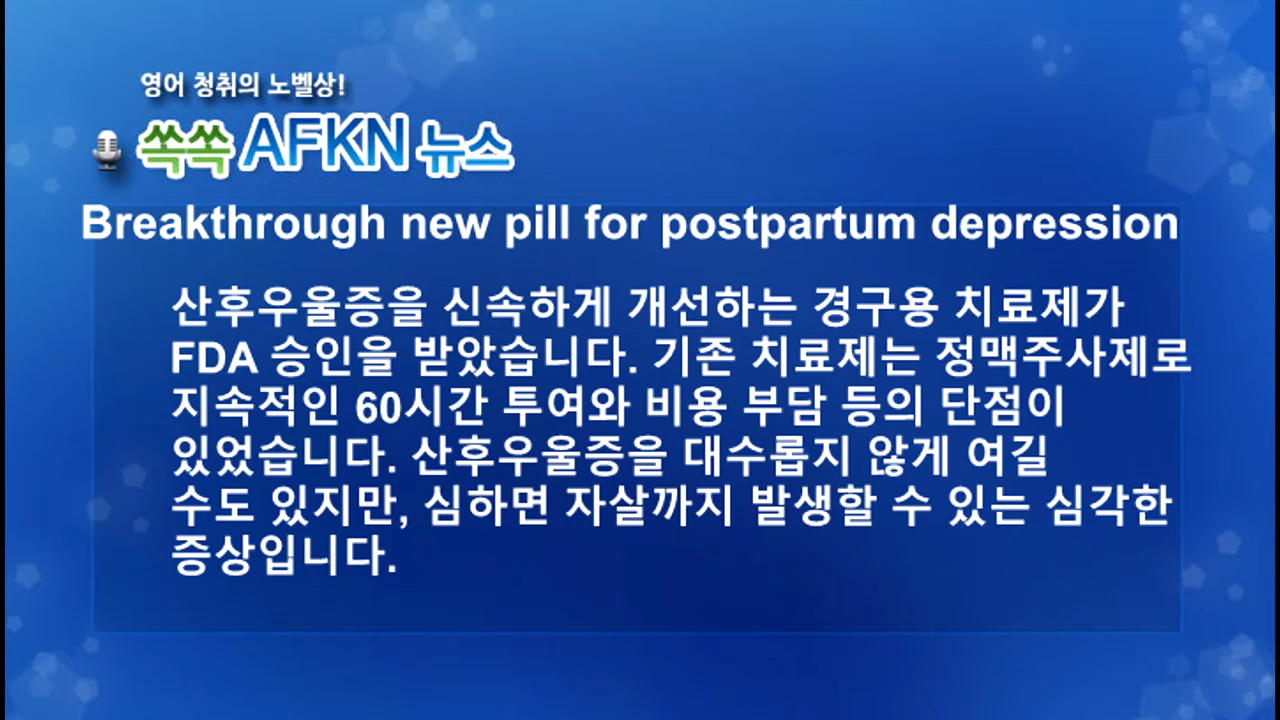 영어 청취의 노벨상!
쏙쏙 AFKN 뉴스
Breakthrough new pill for postpartum depression
산후우울증을 신속하게 개선하는 경구용 치료제가
FDA 승인을 받았습니다. 기존 치료제는 정맥주사제로
지속적인 60시간 투여와 비용 부담 등의 단점이
있었습니다. 산후우울증을 대수롭지 않게 여길
수도 있지만, 심하면 자살까지 발생할 수 있는 심각한
증상입니다.